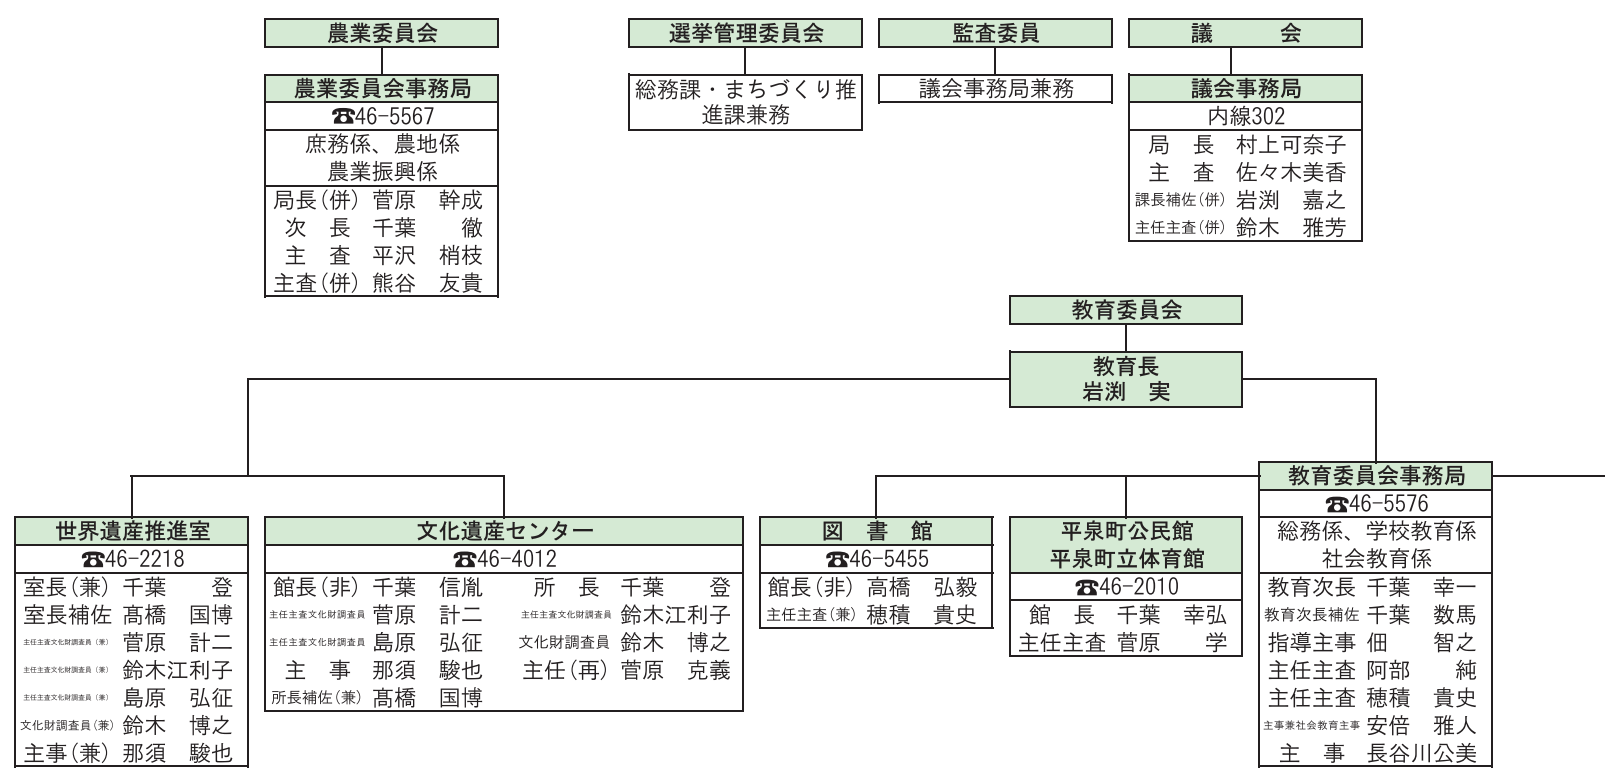 農業委員会
農業委員会事務局
☎46-5567
庶務係、農地係
農業振興係
局長(併) 菅原　幹成
次　長 千葉　　徹
主　査 平沢　梢枝
主査(併) 熊谷　友貴
選挙管理委員会
総務課・まちづくり推
進課兼務
監査委員
議会事務局兼務
議　　　会
議会事務局
内線302
局　長 村上可奈子
主　査 佐々木美香
課長補佐(併) 岩渕　嘉之
主任主査(併) 鈴木　雅芳
教育委員会
教育長
岩渕　実
世界遺産推進室
☎46-2218
室長(兼) 千葉　　登
室長補佐 髙橋　国博
主任主査文化財調査員(兼) 菅原　計二
主任主査文化財調査員(兼) 鈴木江利子
主任主査文化財調査員(兼) 島原　弘征
文化財調査員(兼) 鈴木　博之
主事(兼) 那須　駿也
文化遺産センター
☎46-4012
館長(非) 千葉　信胤　所　長 千葉　　登
主任主査文化財調査員 菅原　計二　主任主査文化財調査員 鈴木江利子
主任主査文化財調査員 島原　弘征　文化財調査員 鈴木　博之
主　事 那須　駿也　主任(再) 菅原　克義
所長補佐(兼) 髙橋　国博
図　書　館
☎46-5455
館長(非) 高橋　弘毅
主任主査(兼) 穂積　貴史
平泉町公民館
平泉町立体育館
☎46-2010
館　長 千葉　幸弘
主任主査 菅原　　学
教育委員会事務局
☎46-5576
総務係、学校教育係
社会教育係
教育次長 千葉　幸一
教育次長補佐 千葉　数馬
指導主事 佃　　智之
主任主査 阿部　　純
主任主査 穂積　貴史
主事兼社会教育主事 安倍　雅人
主　事 長谷川公美